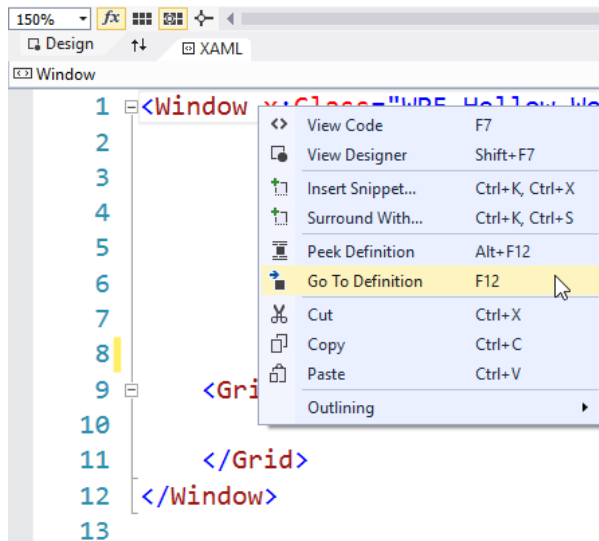 150%
fx
Design
XAML
Window
1 <Window x:Class="WPF_Hollow_Wo
2
3
4
5
6
7
8
9 <Gri
10
11 </Grid>
12 </Window>
13
View Code F7
View Designer Shift+F7
Insert Snippet... Ctrl+K, Ctrl+X
Surround With... Ctrl+K, Ctrl+S
Peek Definition Alt+F12
Go To Definition F12
Cut Ctrl+X
Copy Ctrl+C
Paste Ctrl+V
Outlining